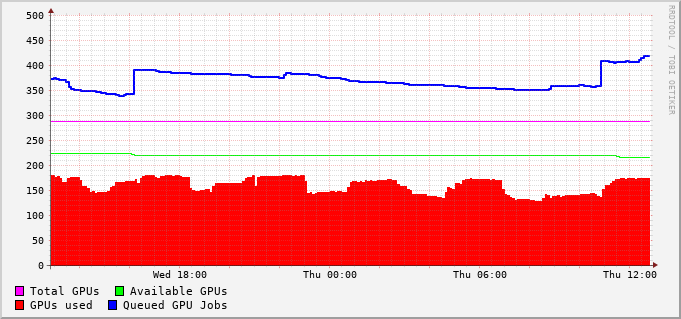 500
450
400
350
300
250
200
150
100
50
0
Wed 18:00 Thu 00:00 Thu 06:00 Thu 12:00
Total GPUs Available GPUs
GPUs used Queued GPU Jobs
RRDTOOL / TOBI OETIKER